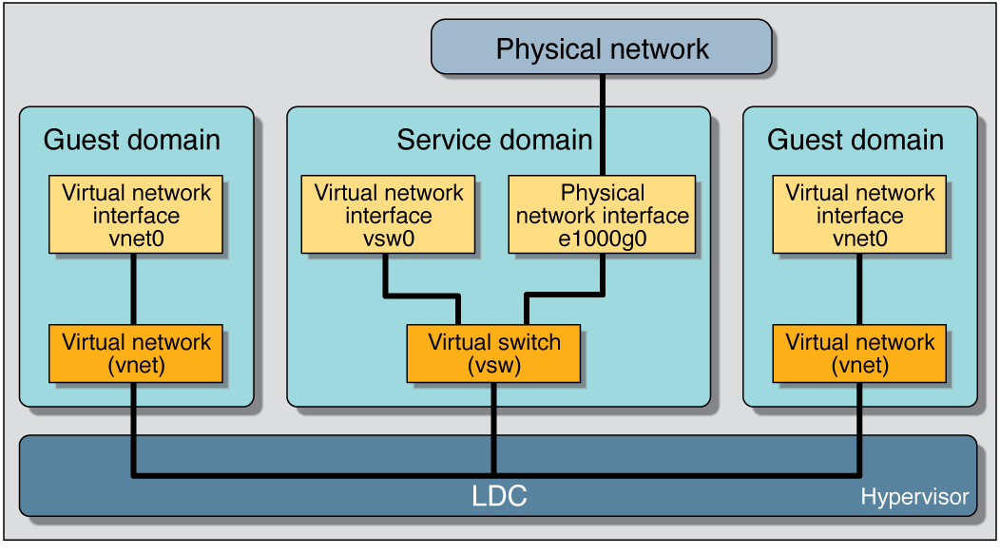 Physical network
Guest domain
Virtual network
interface
vnet0
Virtual network
(vnet)
Service domain
Virtual network
interface
vsw0
Physical
network interface
e1000g0
Virtual switch
(vsw)
Guest domain
Virtual network
interface
vnet0
Virtual network
(vnet)
LDC
Hypervisor